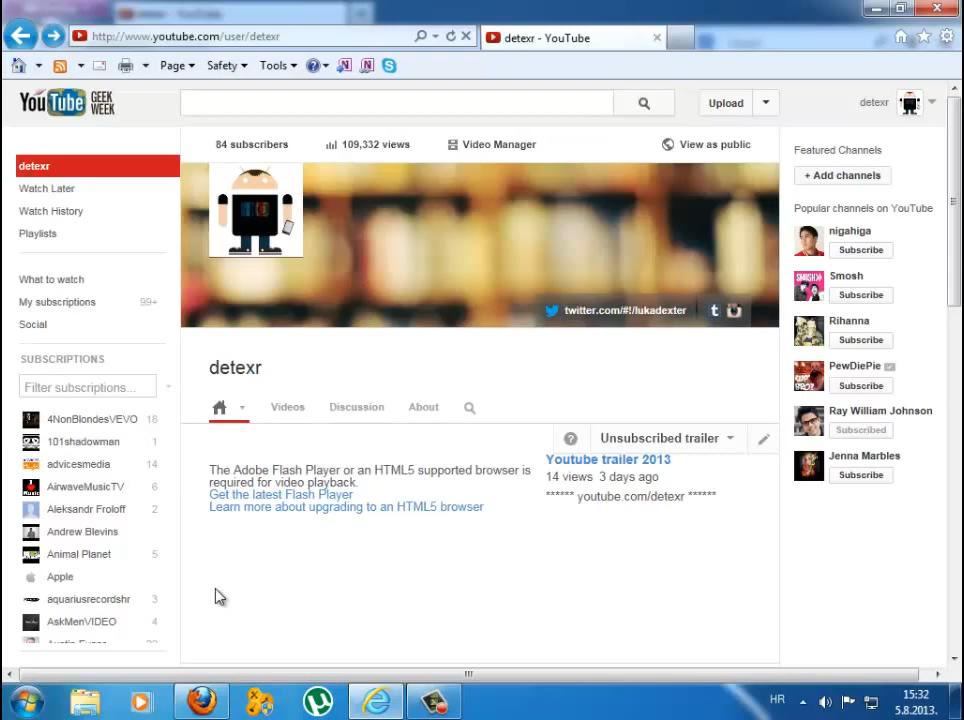 detexr - YouTube
http://www.youtube.com/user/detexr
detexr - YouTube
Page Safety Tools
YouTube GEEK WEEK
Upload
detexr
84 subscribers 109,332 views Video Manager View as public
detexr
Watch Later
Watch History
Playlists
What to watch
My subscriptions 99+
Social
SUBSCRIPTIONS
Filter subscriptions...
4NonBlondesVEVO 18
101shadowman 1
advicesmedia 14
AirwaveMusicTV 6
Aleksandr Froloff 2
Andrew Blevins
Animal Planet 5
Apple
aquariusrecordshr 3
AskMenVIDEO 4
twitter.com/#!/lukadexter
detexr
Videos Discussion About
Unsubscribed trailer
The Adobe Flash Player or an HTML5 supported browser is
required for video playback.
Get the latest Flash Player
Learn more about upgrading to an HTML5 browser
Youtube trailer 2013
14 views 3 days ago
****** youtube.com/detexr ******
Featured Channels
+ Add channels
Popular channels on YouTube
nigahiga
Subscribe
Smosh
Subscribe
Rihanna
Subscribe
PewDiePie
Subscribe
Ray William Johnson
Subscribed
Jenna Marbles
Subscribe
HR
15:32
5.8.2013.